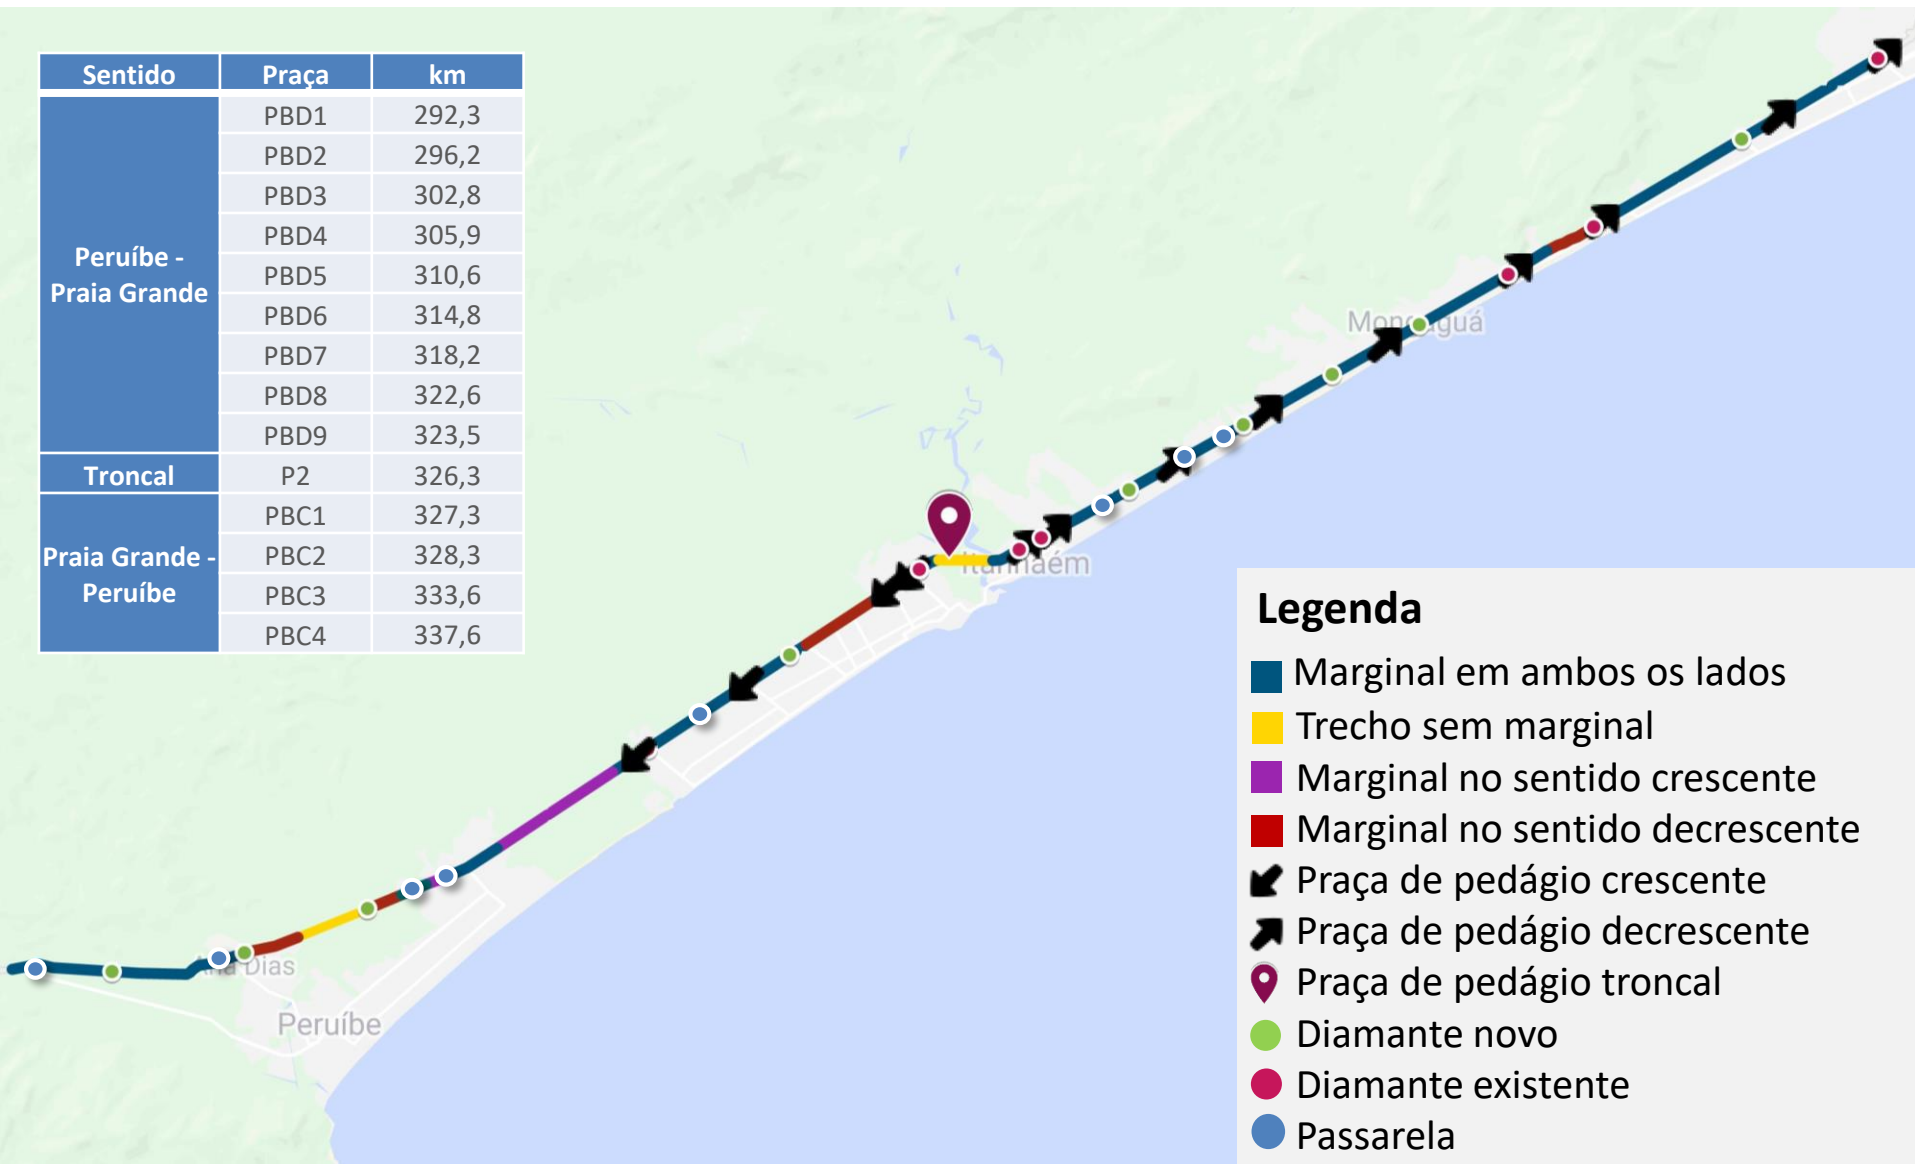 Sentido Praça km
Peruíbe -
Praia Grande
PBD1 292,3
PBD2 296,2
PBD3 302,8
PBD4 305,9
PBD5 310,6
PBD6 314,8
PBD7 318,2
PBD8 322,6
PBD9 323,5
Troncal P2 326,3
Praia Grande -
Peruíbe
PBC1 327,3
PBC2 328,3
PBC3 333,6
PBC4 337,6
Mongaguá
Itanhaém
Ana Dias
Peruíbe
Legenda
Marginal em ambos os lados
Trecho sem marginal
Marginal no sentido crescente
Marginal no sentido decrescente
Praça de pedágio crescente
Praça de pedágio decrescente
Praça de pedágio troncal
Diamante novo
Diamante existente
Passarela